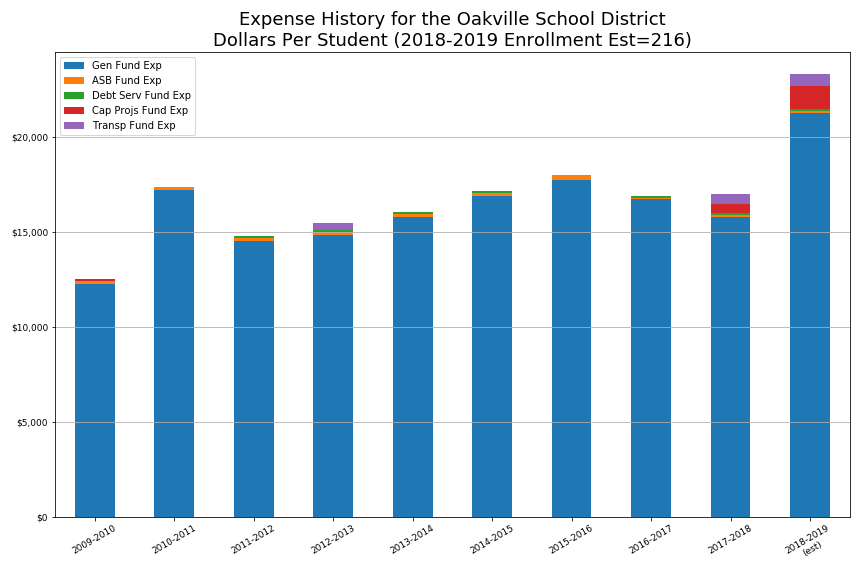 Expense History for the Oakville School District
Dollars Per Student (2018-2019 Enrollment Est=216)
Gen Fund Exp
ASB Fund Exp
Debt Serv Fund Exp
Cap Projs Fund Exp
Transp Fund Exp
$20,000
$15,000
$10,000
$5,000
$0
2009-2010
2010-2011
2011-2012
2012-2013
2013-2014
2014-2015
2015-2016
2016-2017
2017-2018
2018-2019
(est)